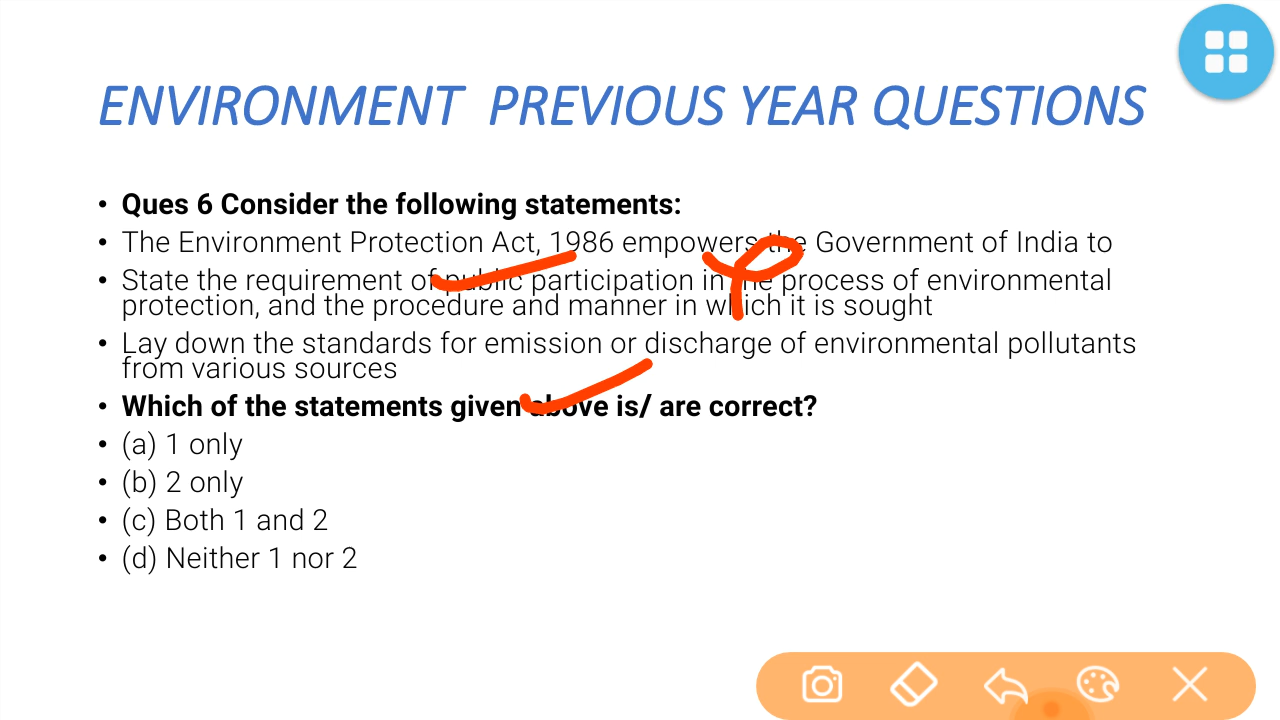 ENVIRONMENT PREVIOUS YEAR QUESTIONS
• Ques 6 Consider the following statements:
• The Environment Protection Act, 1986 empowers the Government of India to
• State the requirement of public participation in the process of environmental
protection, and the procedure and manner in which it is sought
• Lay down the standards for emission or discharge of environmental pollutants
from various sources
• Which of the statements given above is/ are correct?
• (a) 1 only
• (b) 2 only
• (c) Both 1 and 2
• (d) Neither 1 nor 2